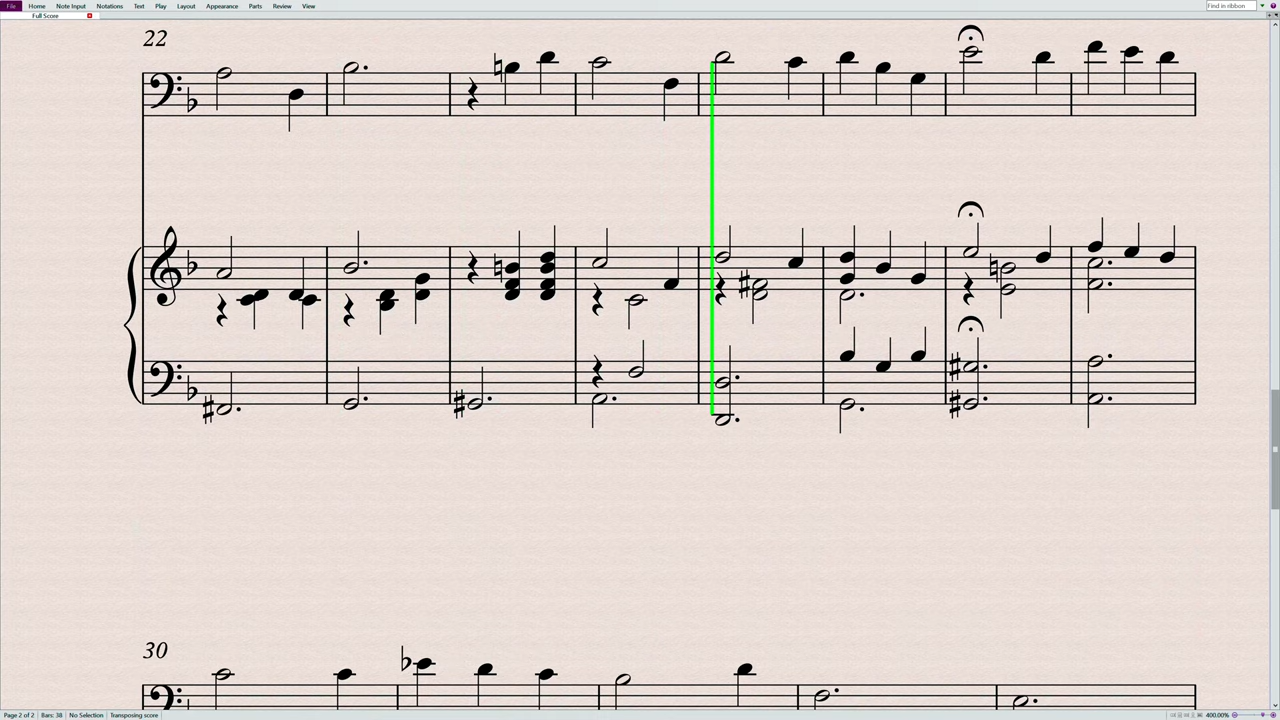 File Home Note Input Notations Text Play Layout Appearance Parts Review View Find in ribbon
Full Score
22
30
Page 2 of 2 Bars: 38 No Selection Transposing score 400.00%